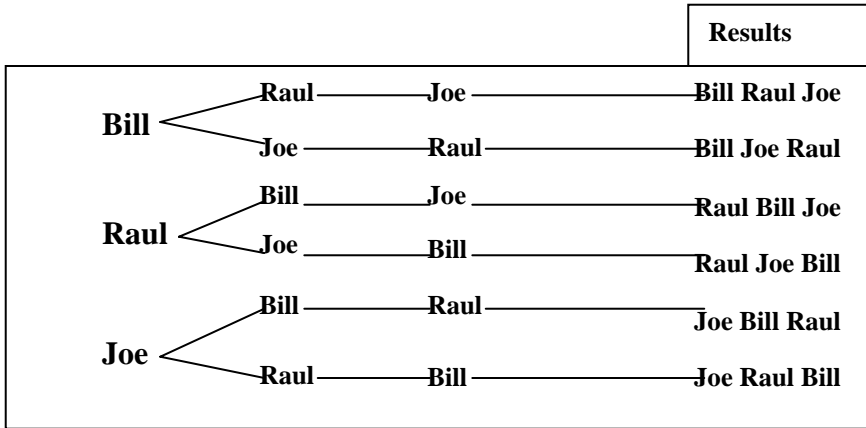 Results
Raul Joe Bill Raul Joe
Bill
Joe Raul Bill Joe Raul
Bill Joe Raul Bill Joe
Raul
Joe Bill Raul Joe Bill
Bill Raul Joe Bill Raul
Joe
Raul Bill Joe Raul Bill